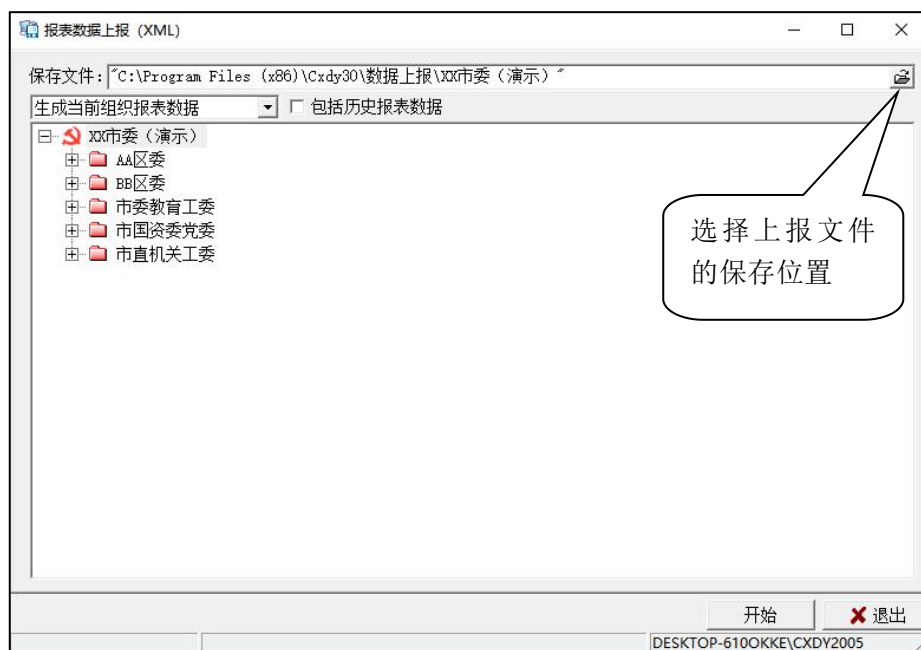 报表数据上报 (XML)
保存文件: "C:\Program Files (x86)\Cxdy30\数据上报\XX市委（演示）"
生成当前组织报表数据 包括历史报表数据
XX市委（演示）
AA区委
BB区委
市委教育工委
市国资委党委
市直机关工委
选择上报文件
的保存位置
开始 退出
DESKTOP-610OKKE\CXDY2005